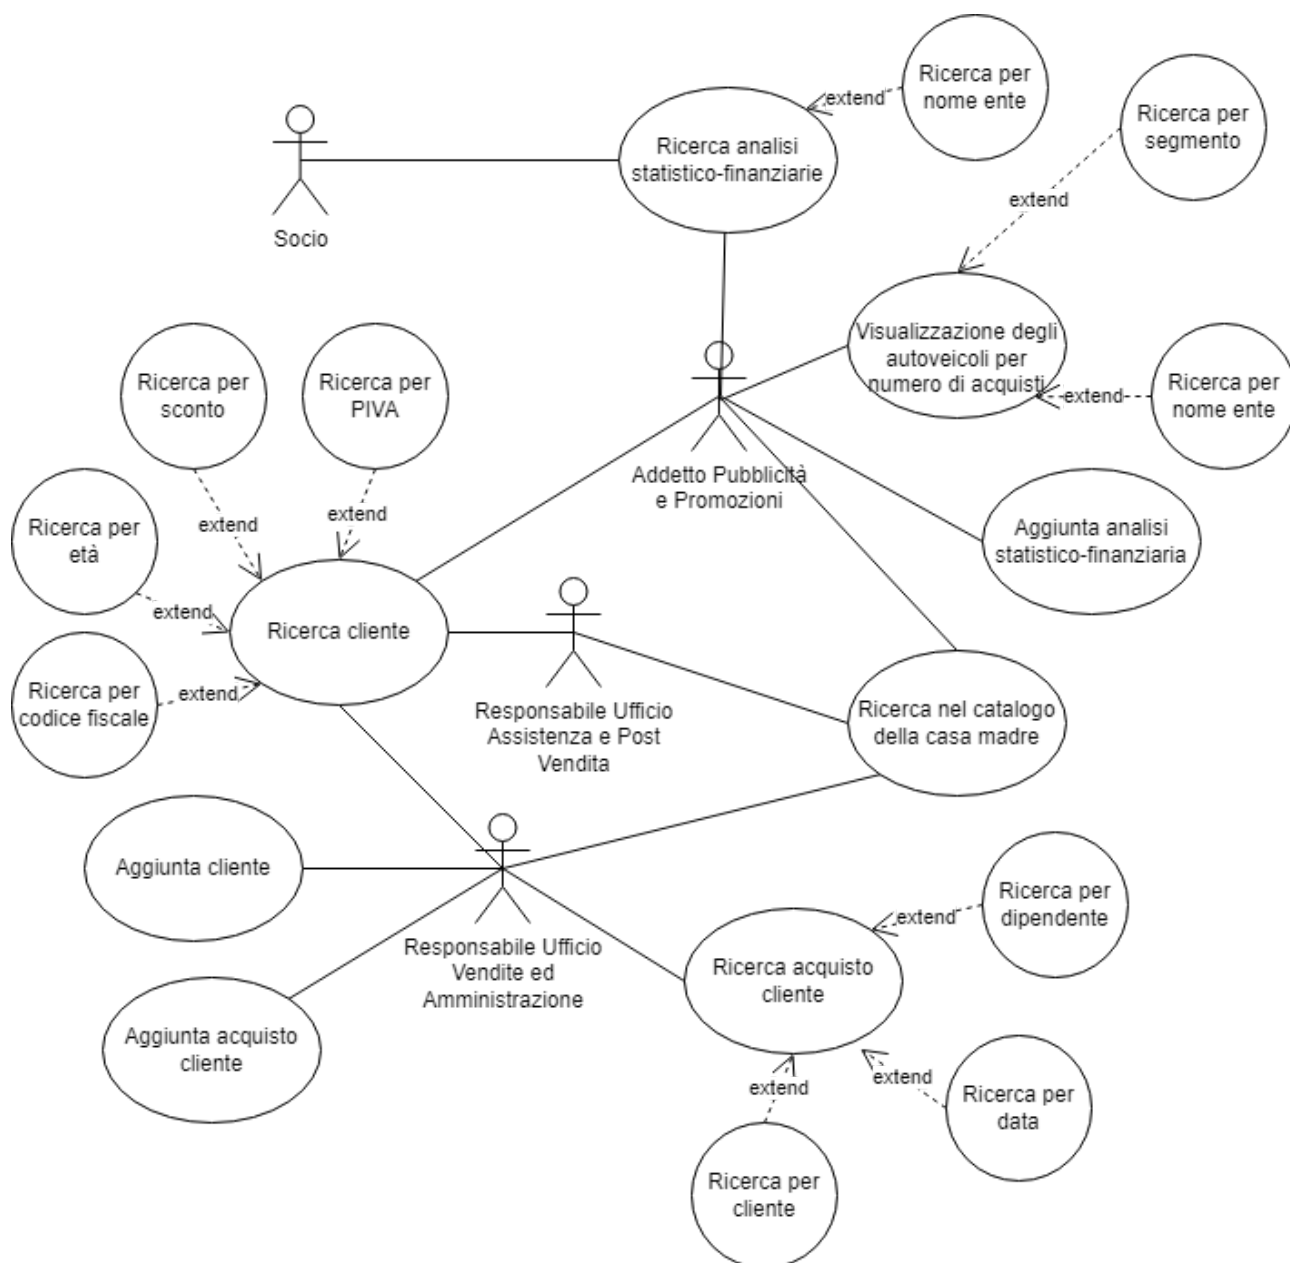 Ricerca per
nome ente
extend
Ricerca per
segmento
Ricerca analisi
statistico-finanziarie
extend
Socio
Visualizzazione degli
autoveicoli per
numero di acquisti
extend
Ricerca per
nome ente
Ricerca per
sconto
Ricerca per
PIVA
Addetto Pubblicità
e Promozioni
extend
extend
Ricerca per
età
Aggiunta analisi
statistico-finanziaria
extend
Ricerca cliente
Ricerca per
codice fiscale
extend
Responsabile Ufficio
Assistenza e Post
Vendita
Ricerca nel catalogo
della casa madre
Aggiunta cliente
Ricerca per
dipendente
extend
Responsabile Ufficio
Vendite ed
Amministrazione
Ricerca acquisto
cliente
Aggiunta acquisto
cliente
extend
extend
Ricerca per
data
Ricerca per
cliente